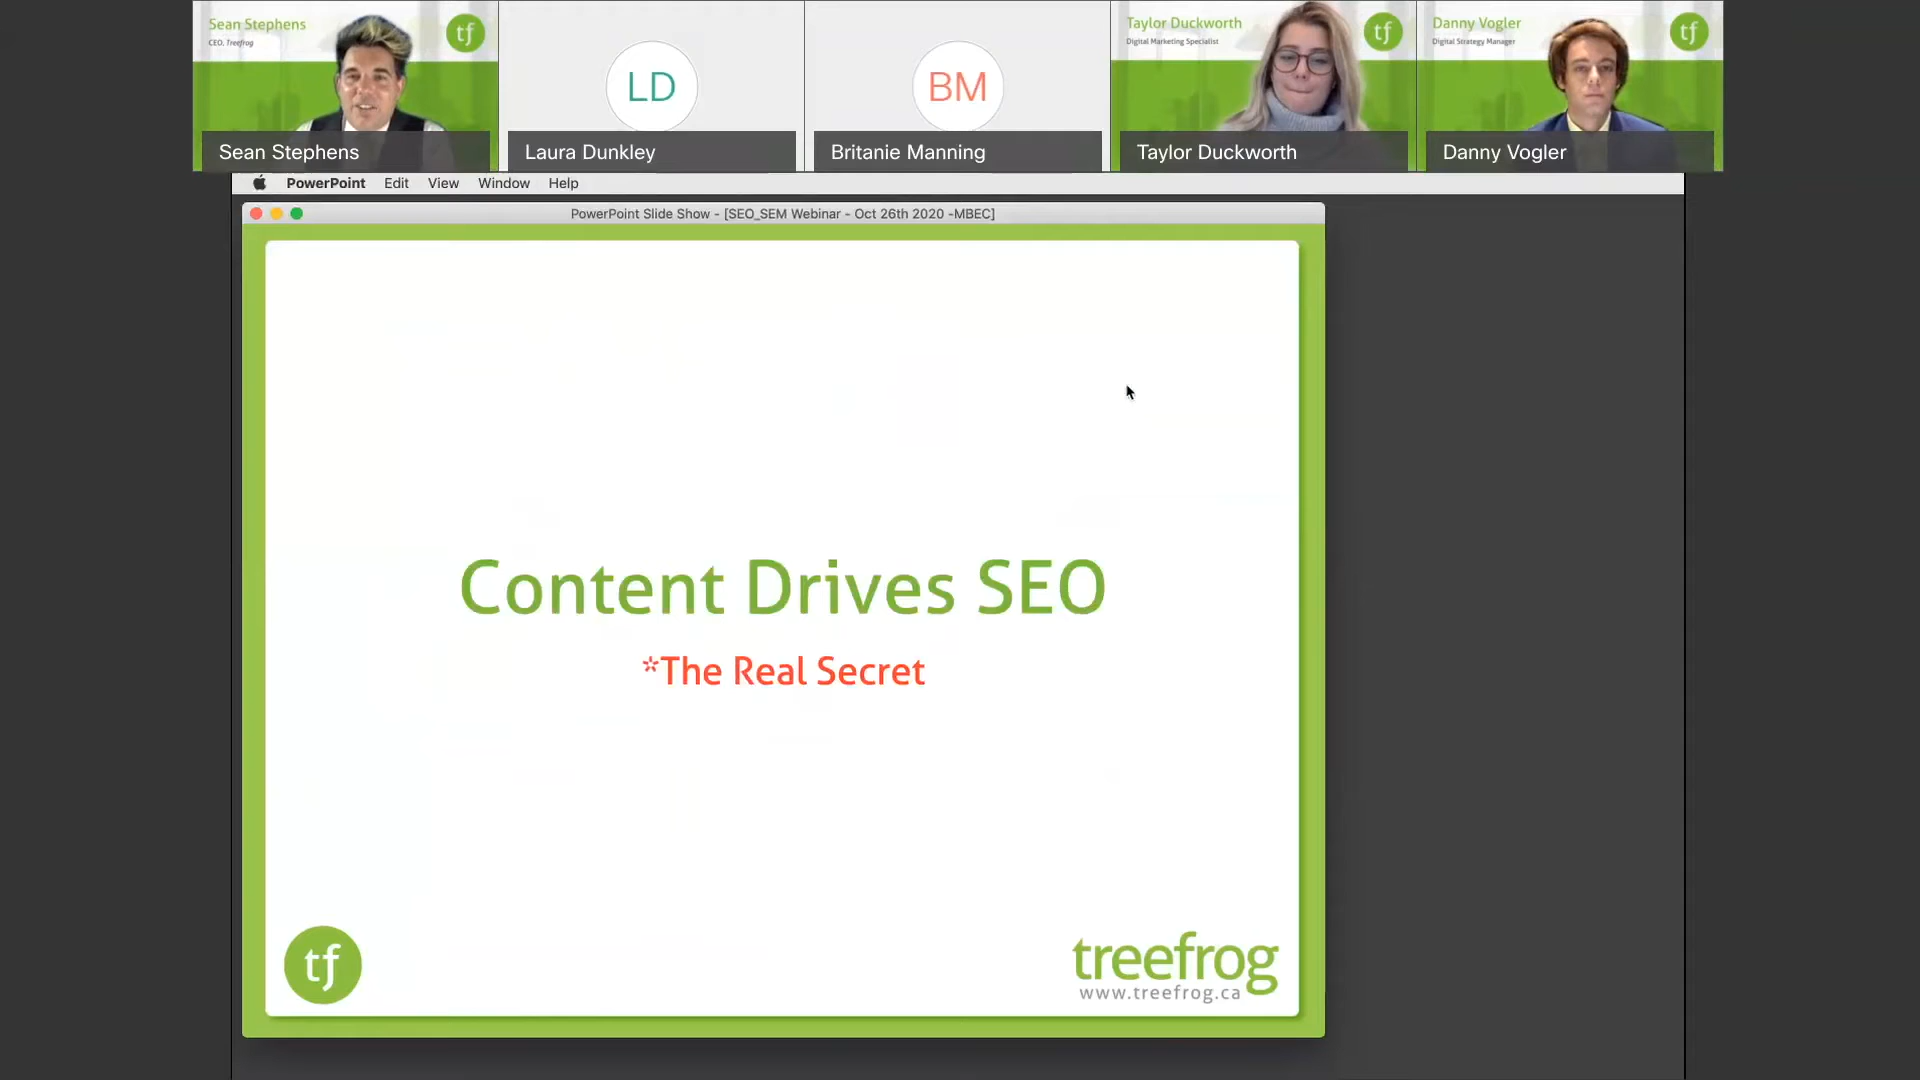 Sean Stephens
CEO, Treefrog
tf
Sean Stephens
LD
Laura Dunkley
BM
Britanie Manning
Taylor Duckworth
Digital Marketing Specialist
tf
Taylor Duckworth
Danny Vogler
Digital Strategy Manager
tf
Danny Vogler
PowerPoint Edit View Window Help
PowerPoint Slide Show - [SEO_SEM Webinar - Oct 26th 2020 -MBEC]
Content Drives SEO
*The Real Secret
tf
treefrog
www.treefrog.ca